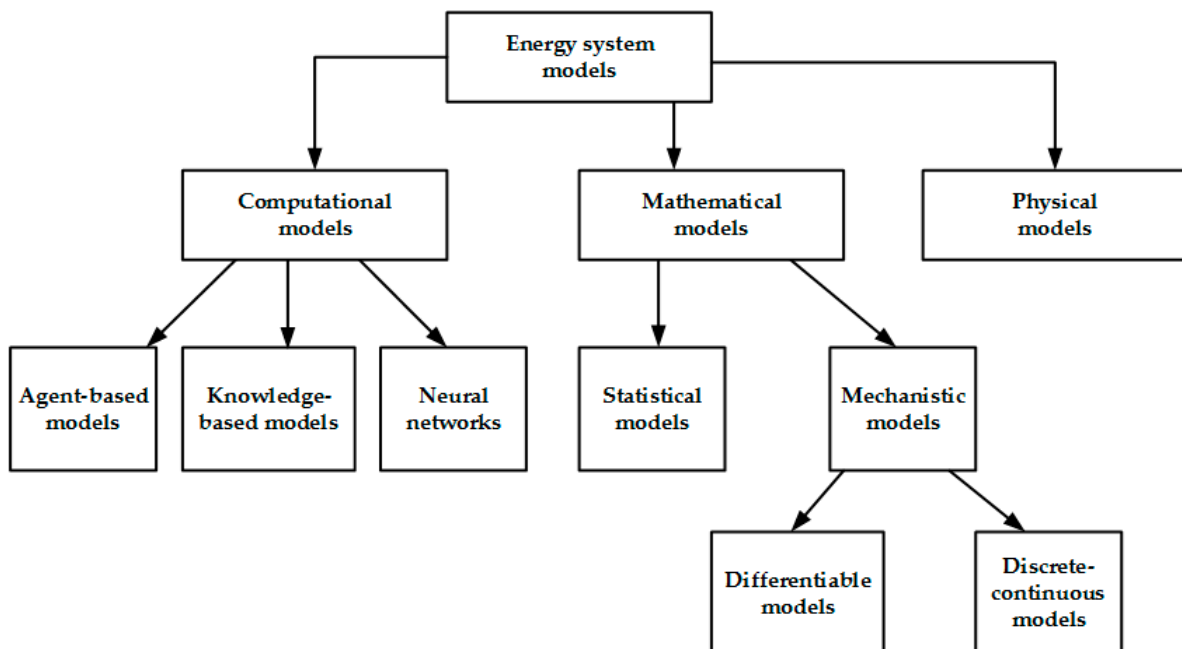 Energy system
models
Computational
models
Mathematical
models
Physical
models
Agent-based
models
Knowledge-
based models
Neural
networks
Statistical
models
Mechanistic
models
Differentiable
models
Discrete-
continuous
models